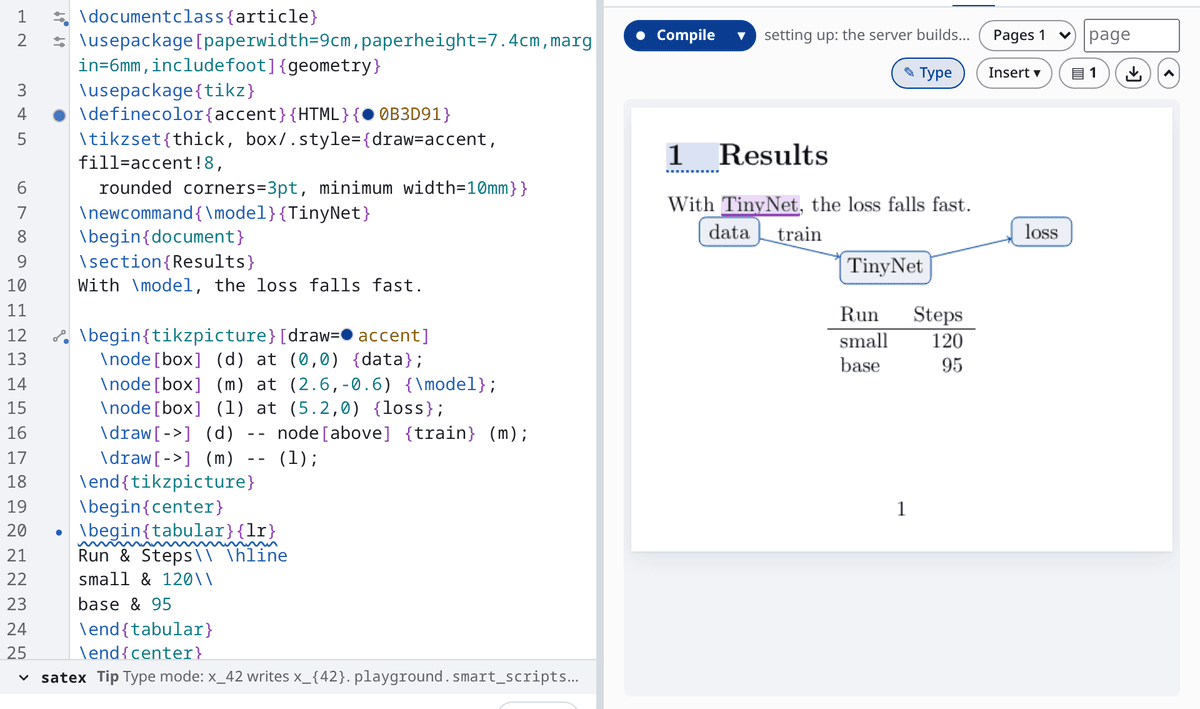 1 \documentclass{article}
2 \usepackage[paperwidth=9cm,paperheight=7.4cm,marg
in=6mm,includefoot]{geometry}
3 \usepackage{tikz}
4 \definecolor{accent}{HTML}{0B3D91}
5 \tikzset{thick, box/.style={draw=accent,
fill=accent!8,
6 rounded corners=3pt, minimum width=10mm}}
7 \newcommand{\model}{TinyNet}
8 \begin{document}
9 \section{Results}
10 With \model, the loss falls fast.
11
12 \begin{tikzpicture}[draw=accent]
13 \node[box] (d) at (0,0) {data};
14 \node[box] (m) at (2.6,-0.6) {\model};
15 \node[box] (l) at (5.2,0) {loss};
16 \draw[->] (d) -- node[above] {train} (m);
17 \draw[->] (m) -- (l);
18 \end{tikzpicture}
19 \begin{center}
20 \begin{tabular}{lr}
21 Run & Steps\\ \hline
22 small & 120\\
23 base & 95
24 \end{tabular}
25 \end{center}
satex Tip Type mode: x_42 writes x_{42}. playground.smart_scripts...
Compile setting up: the server builds... Pages 1 page
Type Insert 1
1 Results
With TinyNet, the loss falls fast.
data train loss
TinyNet
Run Steps
small 120
base 95
1